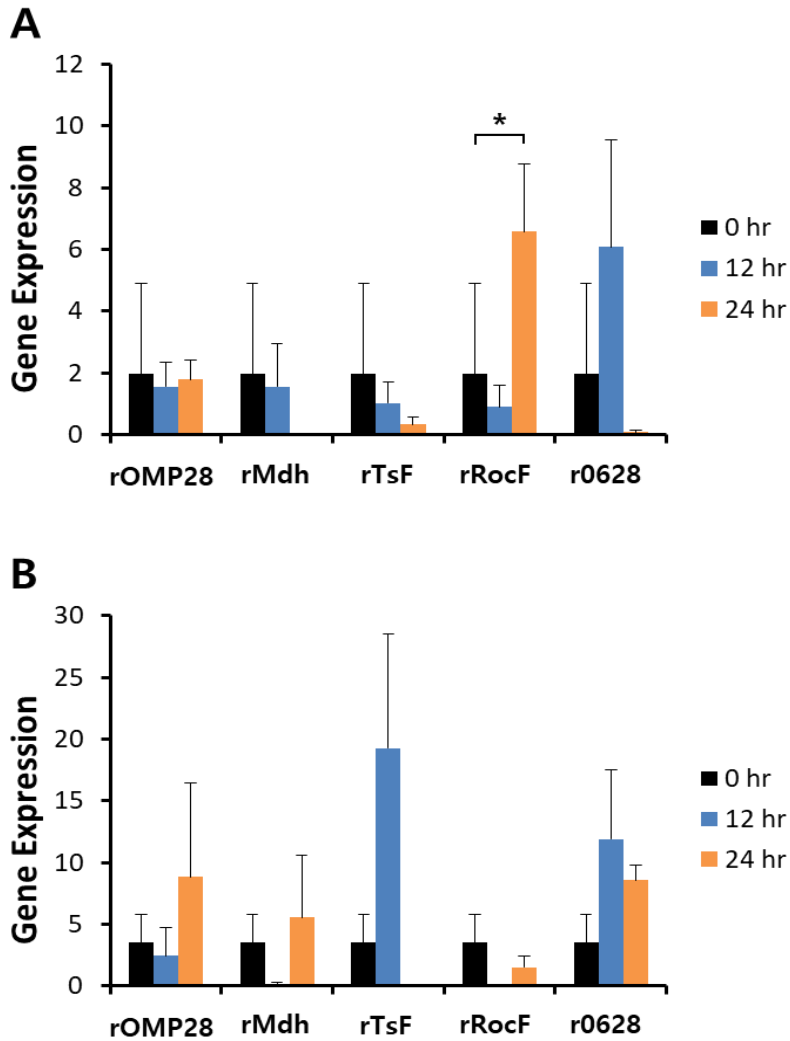 A
12
10
8
6
4
2
0
Gene Expression
*
0 hr
12 hr
24 hr
rOMP28 rMdh rTsF rRocF r0628
B
30
25
20
15
10
5
0
Gene Expression
0 hr
12 hr
24 hr
rOMP28 rMdh rTsF rRocF r0628